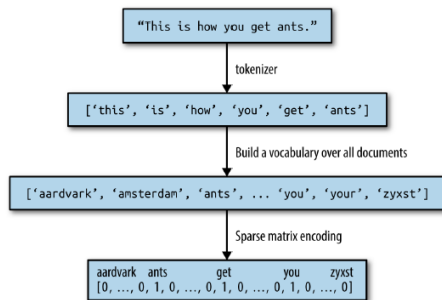 “This is how you get ants.”
tokenizer
[‘this’, ‘is’, ‘how’, ‘you’, ‘get’, ‘ants’]
Build a vocabulary over all documents
[‘aardvark’, ‘amsterdam’, ‘ants’, ... ‘you’, ‘your’, ‘zyxst’]
Sparse matrix encoding
aardvark ants get you zyxst
[0, …, 0, 1, 0, …, 0, 1, 0, …, 0, 1, 0, …, 0]